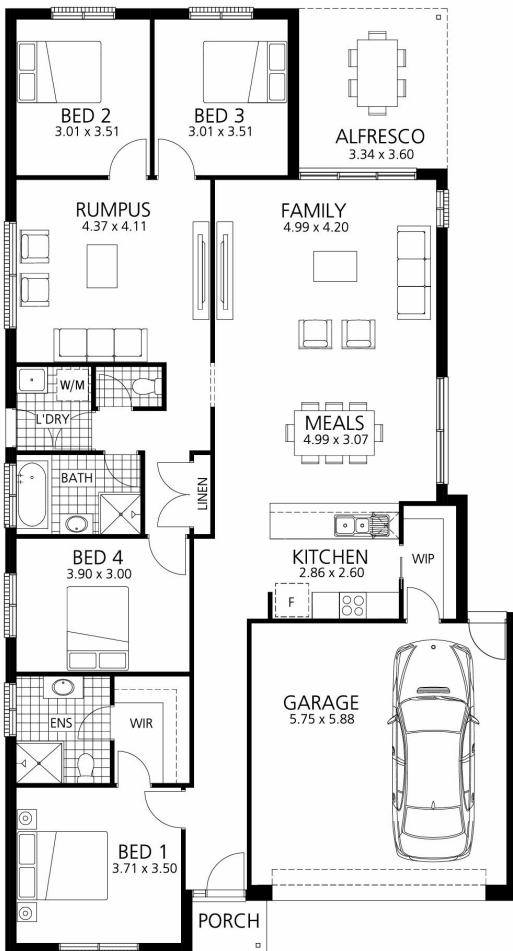 BED 2
3.01 x 3.51
BED 3
3.01 x 3.51
ALFRESCO
3.34 x 3.60
RUMPUS
4.37 x 4.11
FAMILY
4.99 x 4.20
W/M
L'DRY
MEALS
4.99 x 3.07
BATH
LINEN
BED 4
3.90 x 3.00
KITCHEN
2.86 x 2.60
WIP
F
ENS
WIR
GARAGE
5.75 x 5.88
BED 1
3.71 x 3.50
PORCH